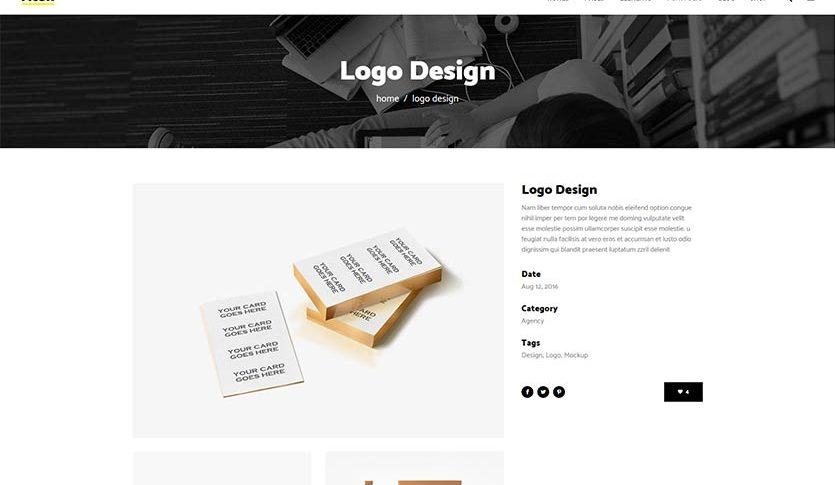 Logo Design
home / logo design
Logo Design
Nam liber tempor cum soluta nobis eleifend option congue
nihil imper per tem por legere me doming vulputate velit
esse molestie possim ullamcorper suscipit esse molestie. u
feugiat nulla facilisis at vero eros et accumsan et iusto odio
dignissim qui blandit praesent luptatum zzril delenit
Date
Aug 12, 2016
Category
Agency
Tags
Design, Logo, Mockup
4
YOUR CARD
GOES HERE
YOUR CARD
GOES HERE
YOUR CARD
GOES HERE
YOUR CARD
GOES HERE
YOUR CARD
GOES HERE
YOUR CARD
GOES HERE
YOUR CARD
GOES HERE
YOUR CARD
GOES HERE